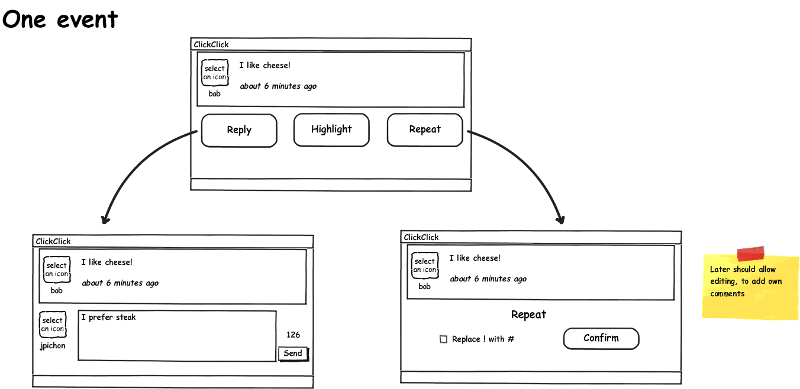 One event
ClickClick
select
an icon
bob
I like cheese!
about 6 minutes ago
Reply
Highlight
Repeat
ClickClick
select
an icon
bob
I like cheese!
about 6 minutes ago
select
an icon
jpichon
I prefer steak
126
Send
ClickClick
select
an icon
bob
I like cheese!
about 6 minutes ago
Repeat
Replace ! with #
Confirm
Later should allow
editing, to add own
comments